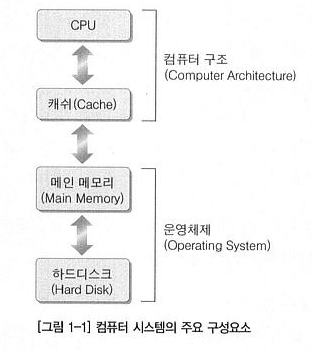 CPU
캐쉬(Cache)
컴퓨터 구조
(Computer Architecture)
메인 메모리
(Main Memory)
하드디스크
(Hard Disk)
운영체제
(Operating System)
[그림 1-1] 컴퓨터 시스템의 주요 구성요소